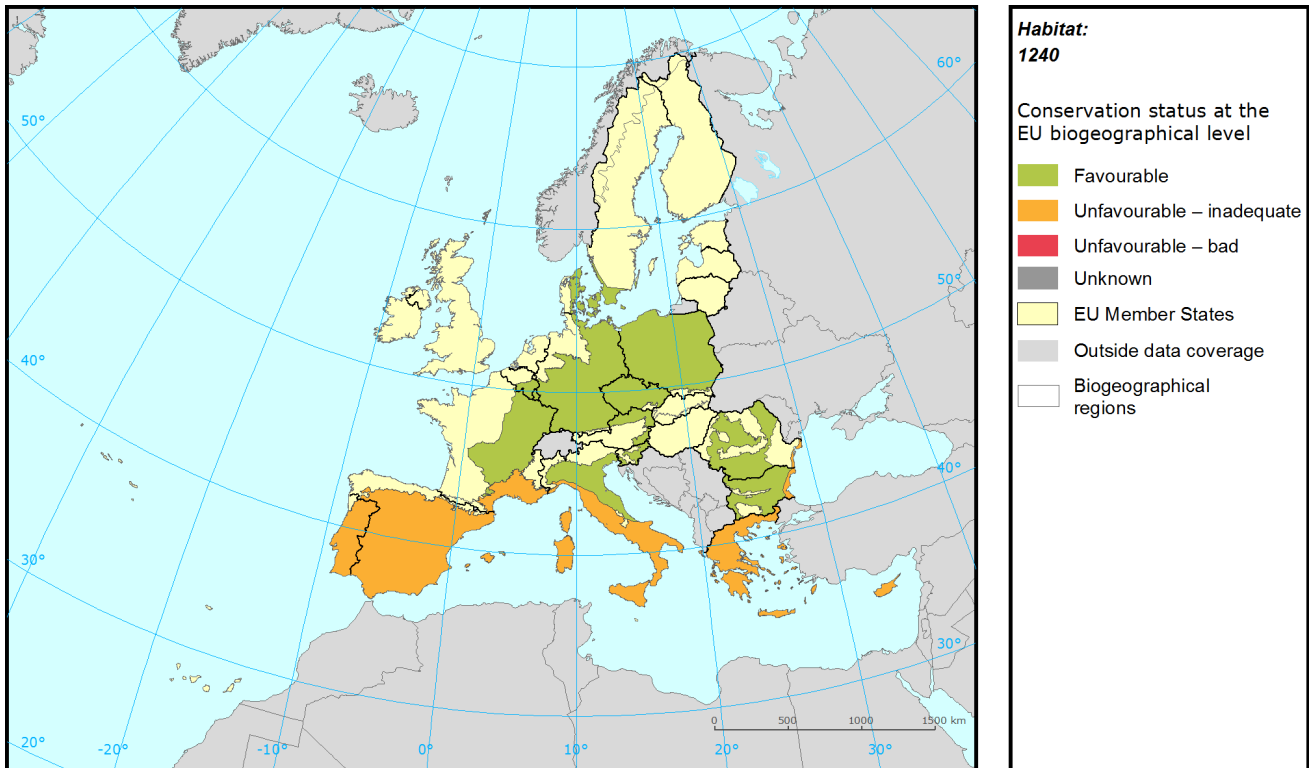 Habitat:
1240
Conservation status at the
EU biogeographical level
Favourable
Unfavourable – inadequate
Unfavourable – bad
Unknown
EU Member States
Outside data coverage
Biogeographical
regions
60°
50°
50°
40°
40°
30°
30°
0 500 1000 1500 km
20° -20° -10° 0° 10° 20° 30°